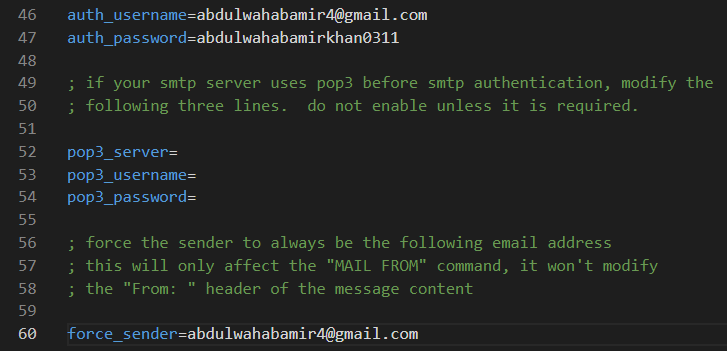 46 auth_username=abdulwahabamir4@gmail.com
47 auth_password=abdulwahabamirkhan0311
48
49 ; if your smtp server uses pop3 before smtp authentication, modify the
50 ; following three lines.  do not enable unless it is required.
51
52 pop3_server=
53 pop3_username=
54 pop3_password=
55
56 ; force the sender to always be the following email address
57 ; this will only affect the "MAIL FROM" command, it won't modify
58 ; the "From: " header of the message content
59
60 force_sender=abdulwahabamir4@gmail.com